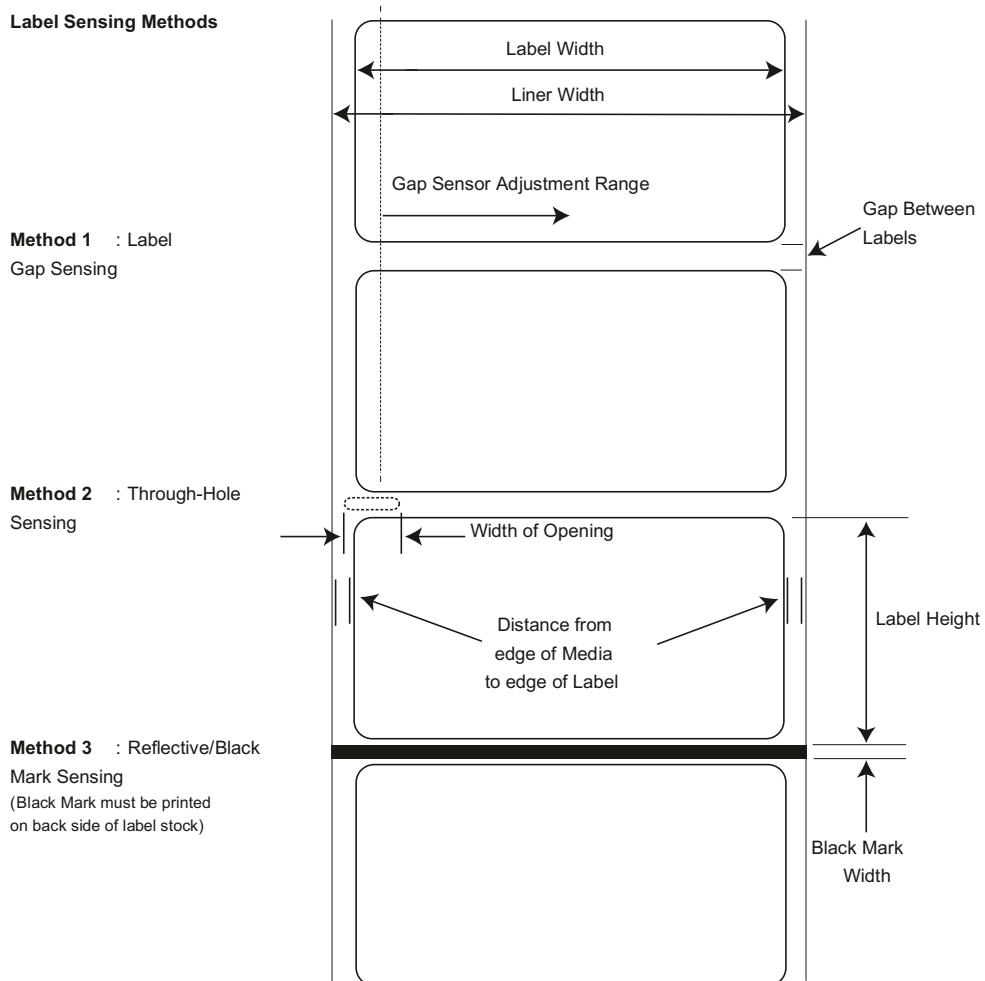 Label Sensing Methods
Label Width
Liner Width
Gap Sensor Adjustment Range
Gap Between
Labels
Method 1 : Label
Gap Sensing
Method 2 : Through-Hole
Sensing
Width of Opening
Distance from
edge of Media
to edge of Label
Label Height
Method 3 : Reflective/Black
Mark Sensing
(Black Mark must be printed
on back side of label stock)
Black Mark
Width